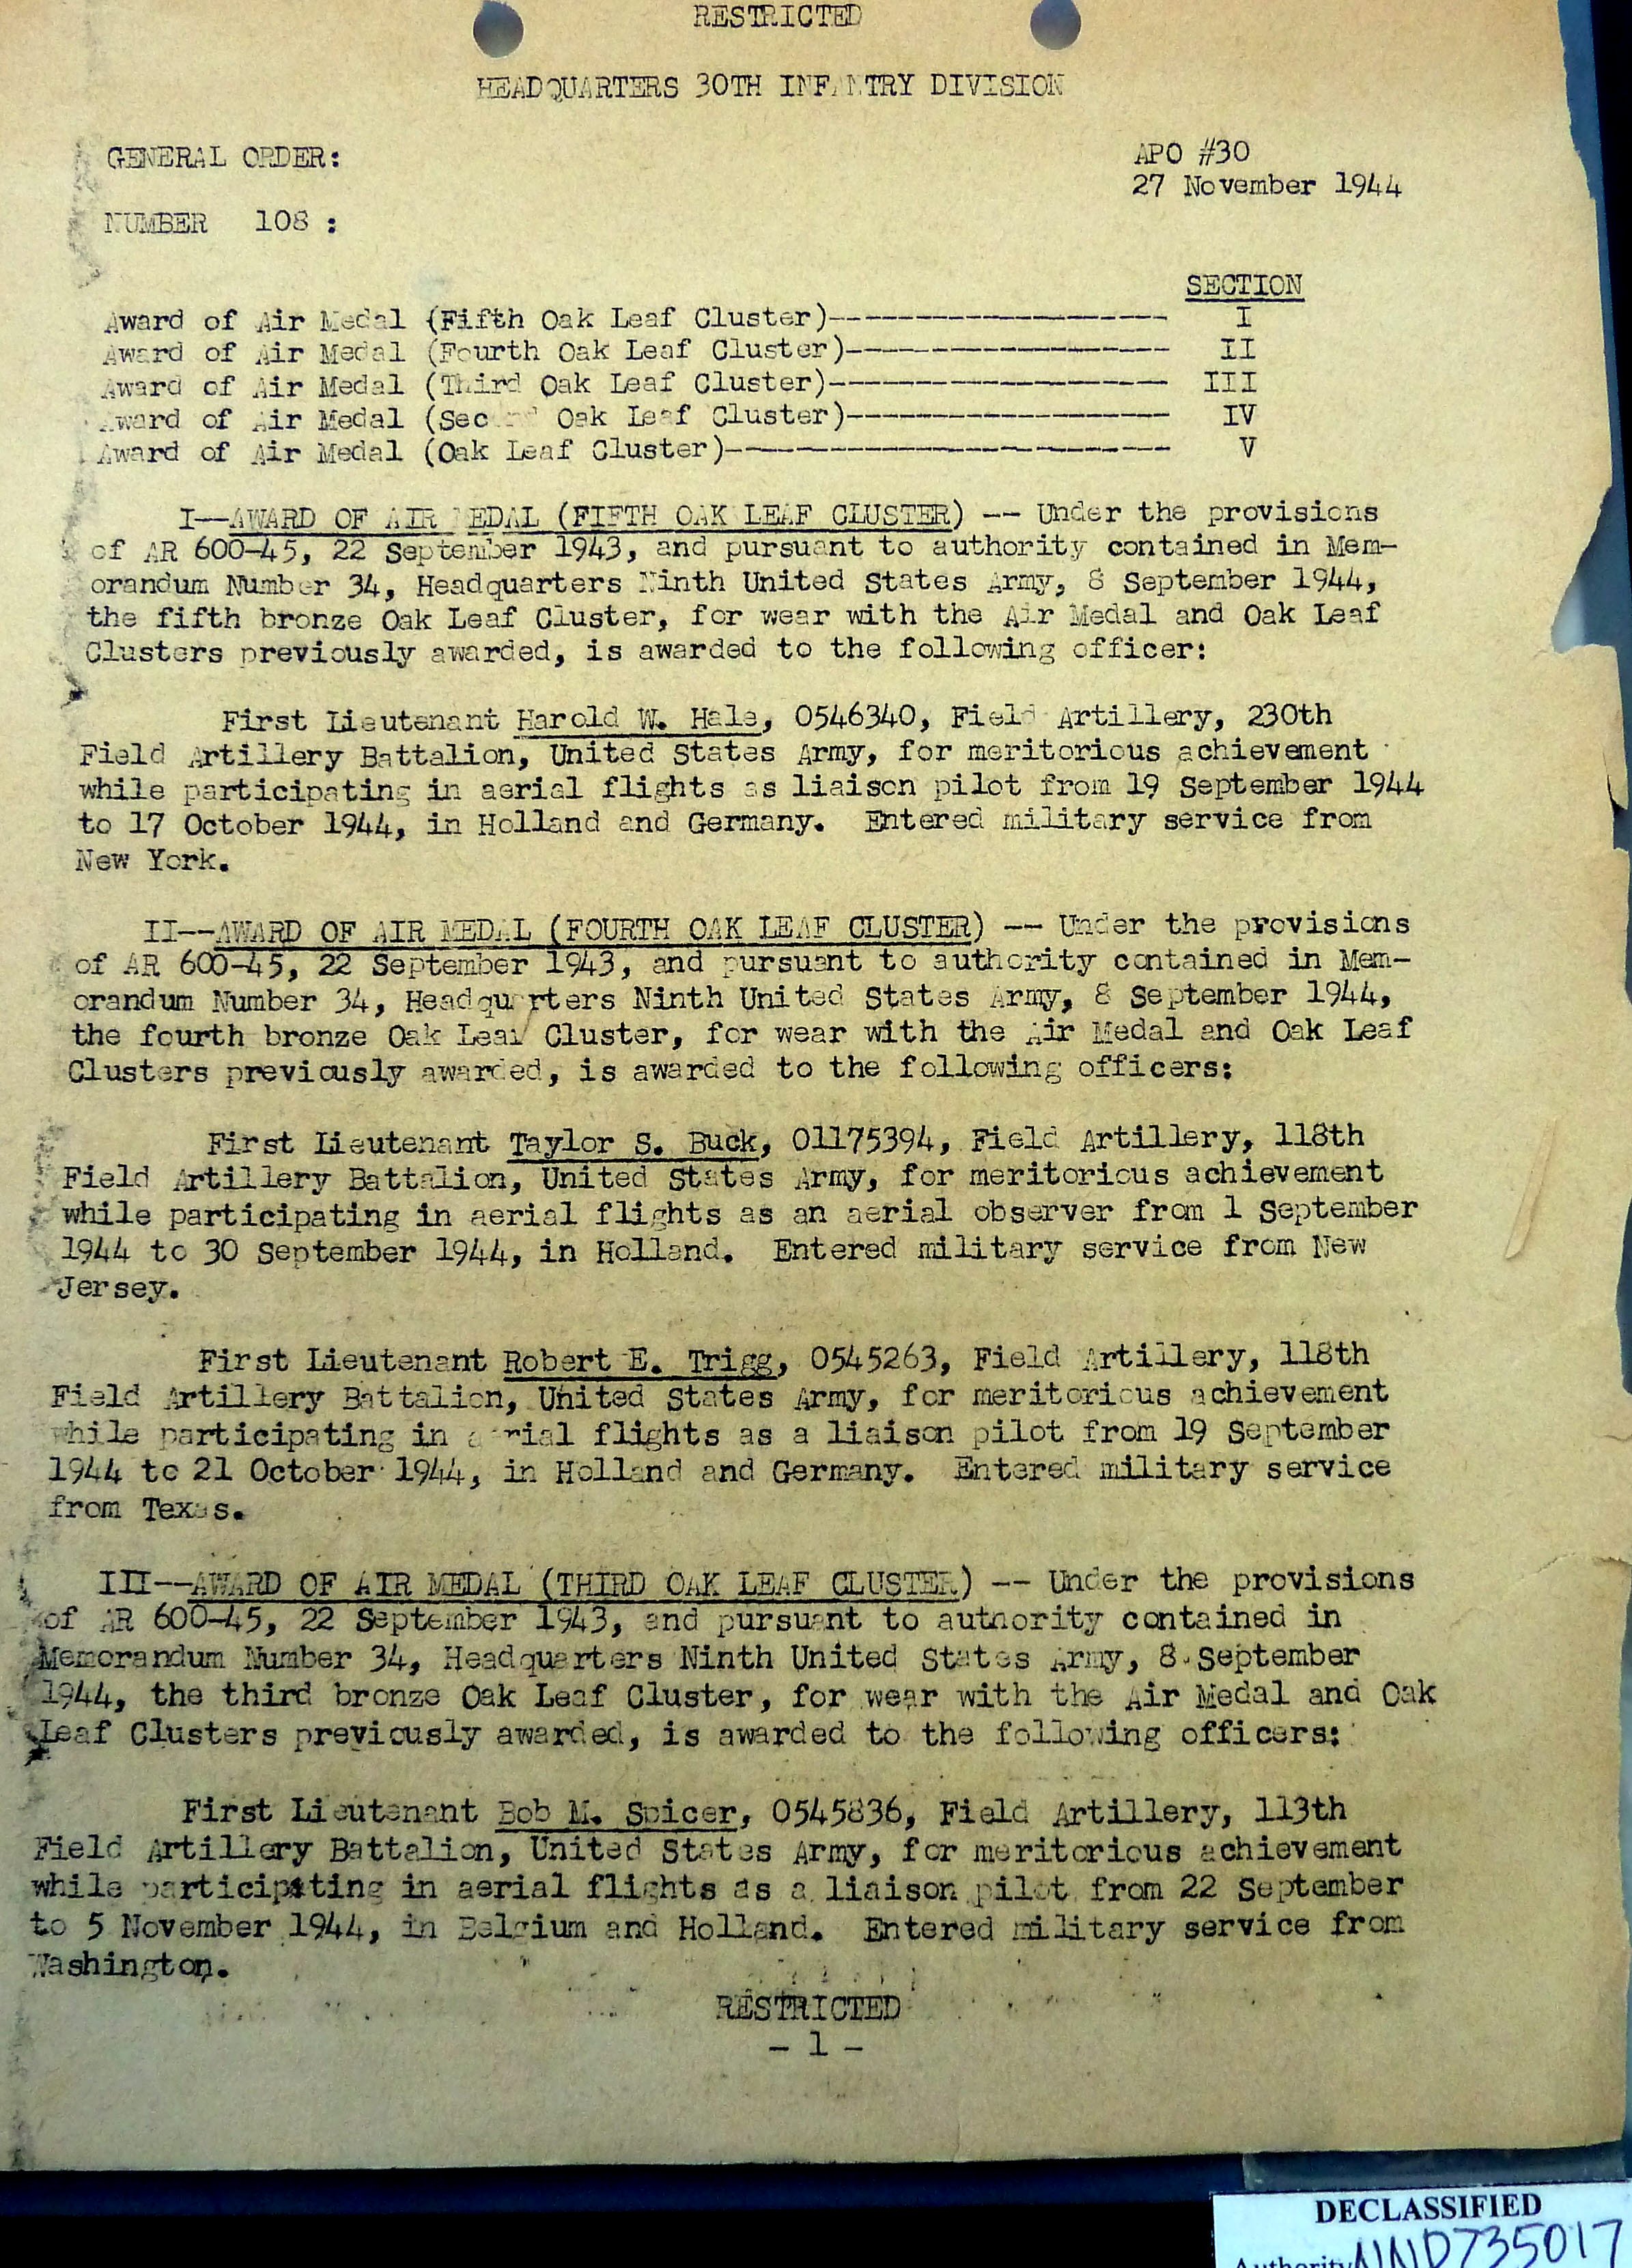 RESTRICTED
HEADQUARTERS 30TH INFANTRY DIVISION
GENERAL ORDER:
APO #30
27 November 1944
NUMBER 108 :
SECTION
Award of Air Medal (Fifth Oak Leaf Cluster)------------------- I
Award of Air Medal (Fourth Oak Leaf Cluster)------------------ II
Award of Air Medal (Third Oak Leaf Cluster)------------------- III
Award of Air Medal (Second Oak Leaf Cluster)------------------ IV
Award of Air Medal (Oak Leaf Cluster)------------------------- V
I--AWARD OF AIR MEDAL (FIFTH OAK LEAF CLUSTER) -- Under the provisions
of AR 600-45, 22 September 1943, and pursuant to authority contained in Mem-
orandum Number 34, Headquarters Ninth United States Army, 8 September 1944,
the fifth bronze Oak Leaf Cluster, for wear with the Air Medal and Oak Leaf
Clusters previously awarded, is awarded to the following officer:
First Lieutenant Harold W. Hale, 0546340, Field Artillery, 230th
Field Artillery Battalion, United States Army, for meritorious achievement
while participating in aerial flights as liaison pilot from 19 September 1944
to 17 October 1944, in Holland and Germany. Entered military service from
New York.
II--AWARD OF AIR MEDAL (FOURTH OAK LEAF CLUSTER) -- Under the provisions
of AR 600-45, 22 September 1943, and pursuant to authority contained in Mem-
orandum Number 34, Headquarters Ninth United States Army, 8 September 1944,
the fourth bronze Oak Leaf Cluster, for wear with the Air Medal and Oak Leaf
Clusters previously awarded, is awarded to the following officers:
First Lieutenant Taylor S. Buck, 01175394, Field Artillery, 118th
Field Artillery Battalion, United States Army, for meritorious achievement
while participating in aerial flights as an aerial observer from 1 September
1944 to 30 September 1944, in Holland. Entered military service from New
Jersey.
First Lieutenant Robert E. Trigg, 0545263, Field Artillery, 118th
Field Artillery Battalion, United States Army, for meritorious achievement
while participating in aerial flights as a liaison pilot from 19 September
1944 to 21 October 1944, in Holland and Germany. Entered military service
from Texas.
III--AWARD OF AIR MEDAL (THIRD OAK LEAF CLUSTER) -- Under the provisions
of AR 600-45, 22 September 1943, and pursuant to authority contained in
Memorandum Number 34, Headquarters Ninth United States Army, 8 September
1944, the third bronze Oak Leaf Cluster, for wear with the Air Medal and Oak
Leaf Clusters previously awarded, is awarded to the following officers:
First Lieutenant Bob M. Spicer, 0545836, Field Artillery, 113th
Field Artillery Battalion, United States Army, for meritorious achievement
while participating in aerial flights as a liaison pilot from 22 September
to 5 November 1944, in Belgium and Holland. Entered military service from
Washington.
RESTRICTED
- 1 -
DECLASSIFIED
Authority NND735017